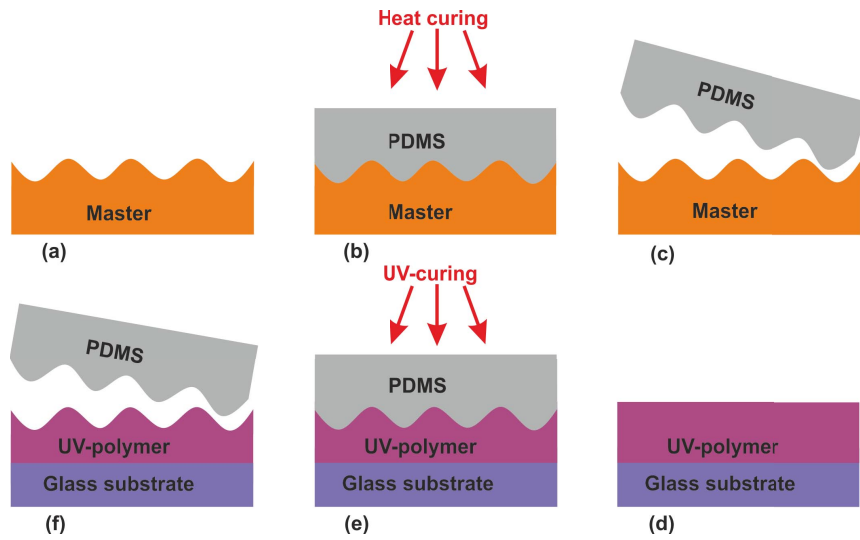 Heat curing
PDMS
Master
(a)
PDMS
Master
(b)
PDMS
Master
(c)
PDMS
UV-polymer
Glass substrate
(f)
UV-curing
PDMS
UV-polymer
Glass substrate
(e)
UV-polymer
Glass substrate
(d)